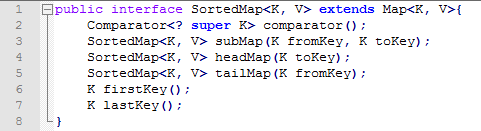 1 public interface SortedMap<K, V> extends Map<K, V>{
2 Comparator<? super K> comparator();
3 SortedMap<K, V> subMap(K fromKey, K toKey);
4 SortedMap<K, V> headMap(K toKey);
5 SortedMap<K, V> tailMap(K fromKey);
6 K firstKey();
7 K lastKey();
8 }